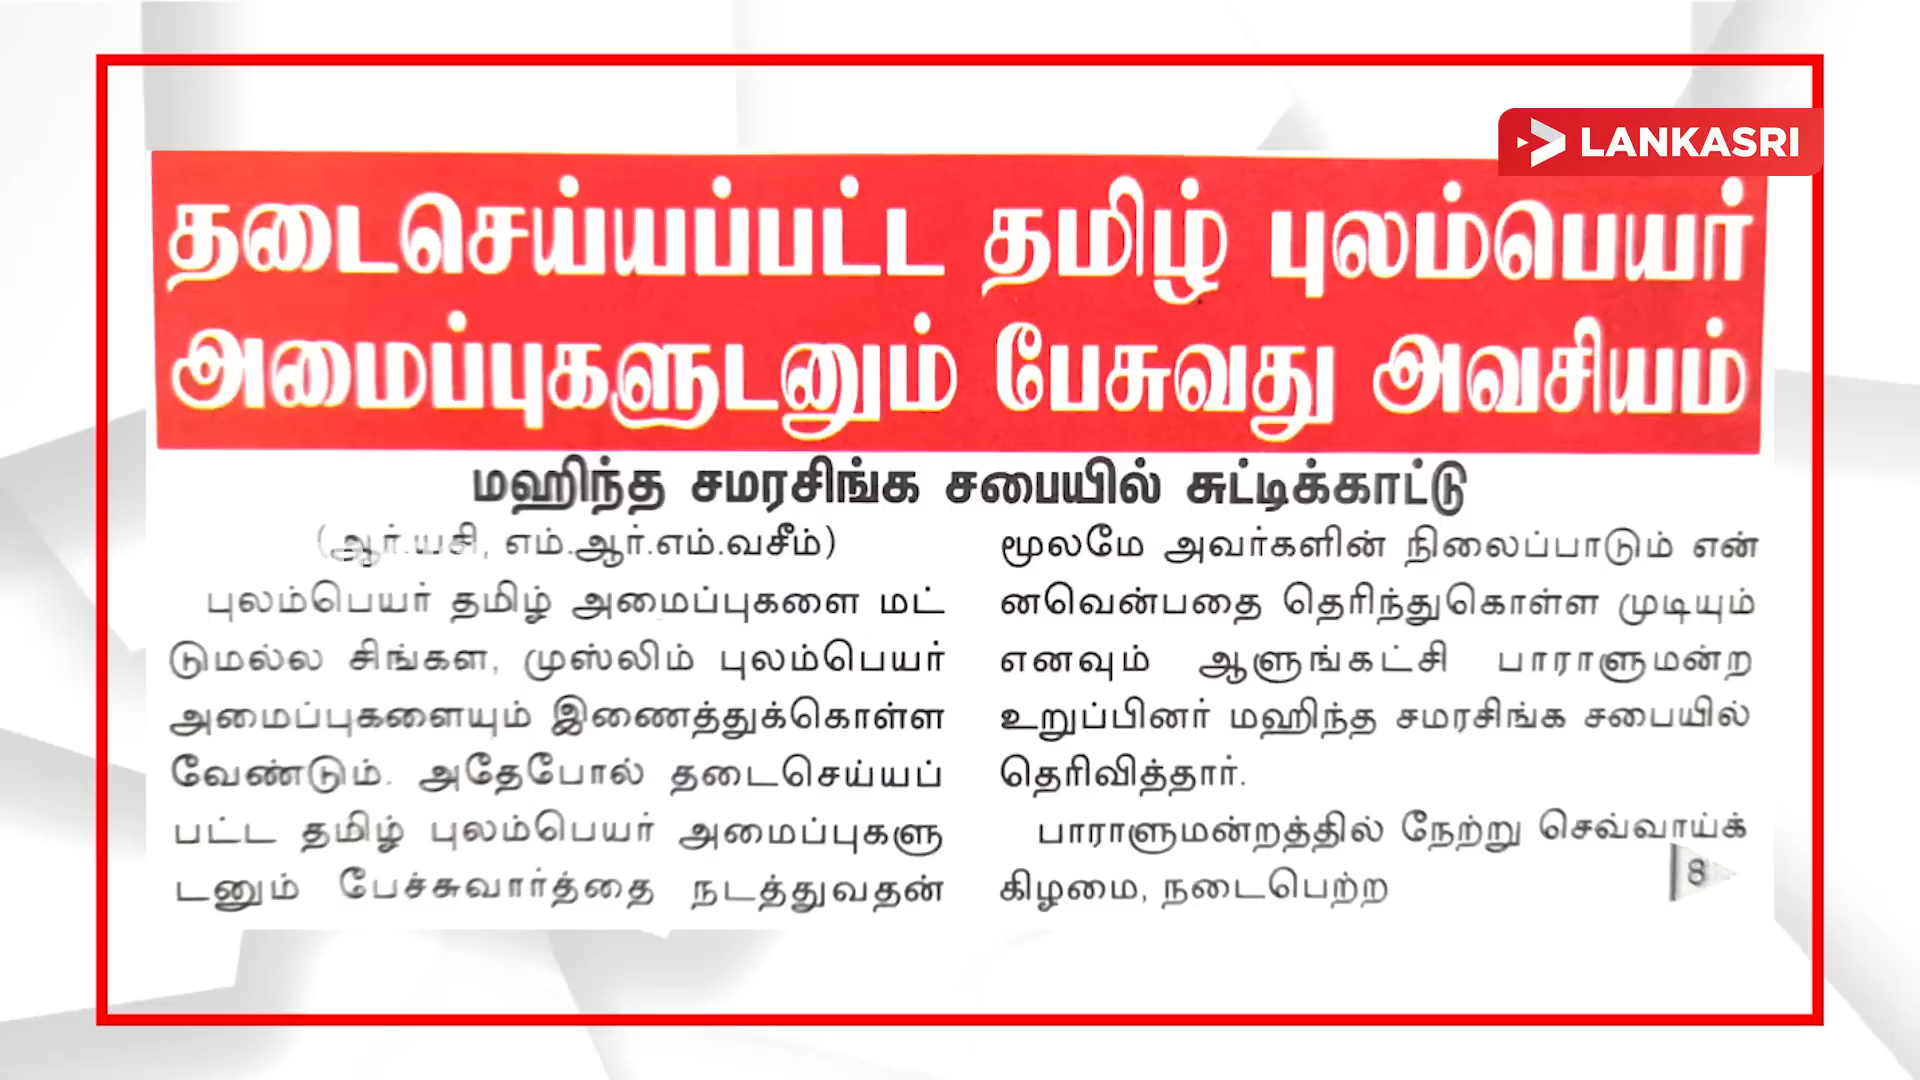 LANKASRI
தடைசெய்யப்பட்ட தமிழ் புலம்பெயர்
அமைப்புகளுடனும் பேசுவது அவசியம்
மஹிந்த சமரசிங்க சபையில் சுட்டிக்காட்டு
(ஆர்.யசி, எம்.ஆர்.எம்.வசீம்)
புலம்பெயர் தமிழ் அமைப்புகளை மட்
டுமல்ல சிங்கள, முஸ்லிம் புலம்பெயர்
அமைப்புகளையும் இணைத்துக்கொள்ள
வேண்டும். அதேபோல் தடைசெய்யப்
பட்ட தமிழ் புலம்பெயர் அமைப்புகளு
டனும் பேச்சுவார்த்தை நடத்துவதன்
மூலமே அவர்களின் நிலைப்பாடும் என்
னவென்பதை தெரிந்துகொள்ள முடியும்
எனவும் ஆளுங்கட்சி பாராளுமன்ற
உறுப்பினர் மஹிந்த சமரசிங்க சபையில்
தெரிவித்தார்.
பாராளுமன்றத்தில் நேற்று செவ்வாய்க்
கிழமை, நடைபெற்ற
8